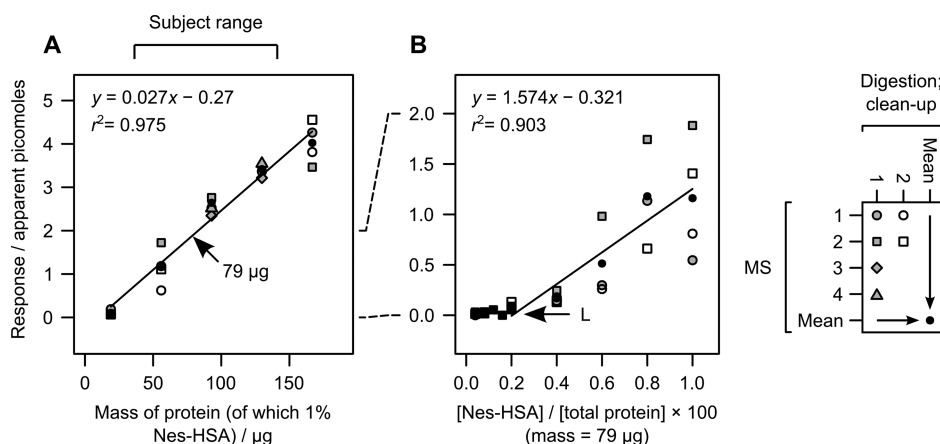 Subject range
A
B
y = 0.027x − 0.27
r² = 0.975
Response / apparent picomoles
5
4
3
2
1
0
79 µg
0
50
100
150
Mass of protein (of which 1%
Nes-HSA) / µg
y = 1.574x − 0.321
r² = 0.903
2.0
1.5
1.0
0.5
0.0
L
0.0
0.2
0.4
0.6
0.8
1.0
[Nes-HSA] / [total protein] × 100
(mass = 79 µg)
Digestion;
clean-up
1
2
Mean
MS
1
2
3
4
Mean